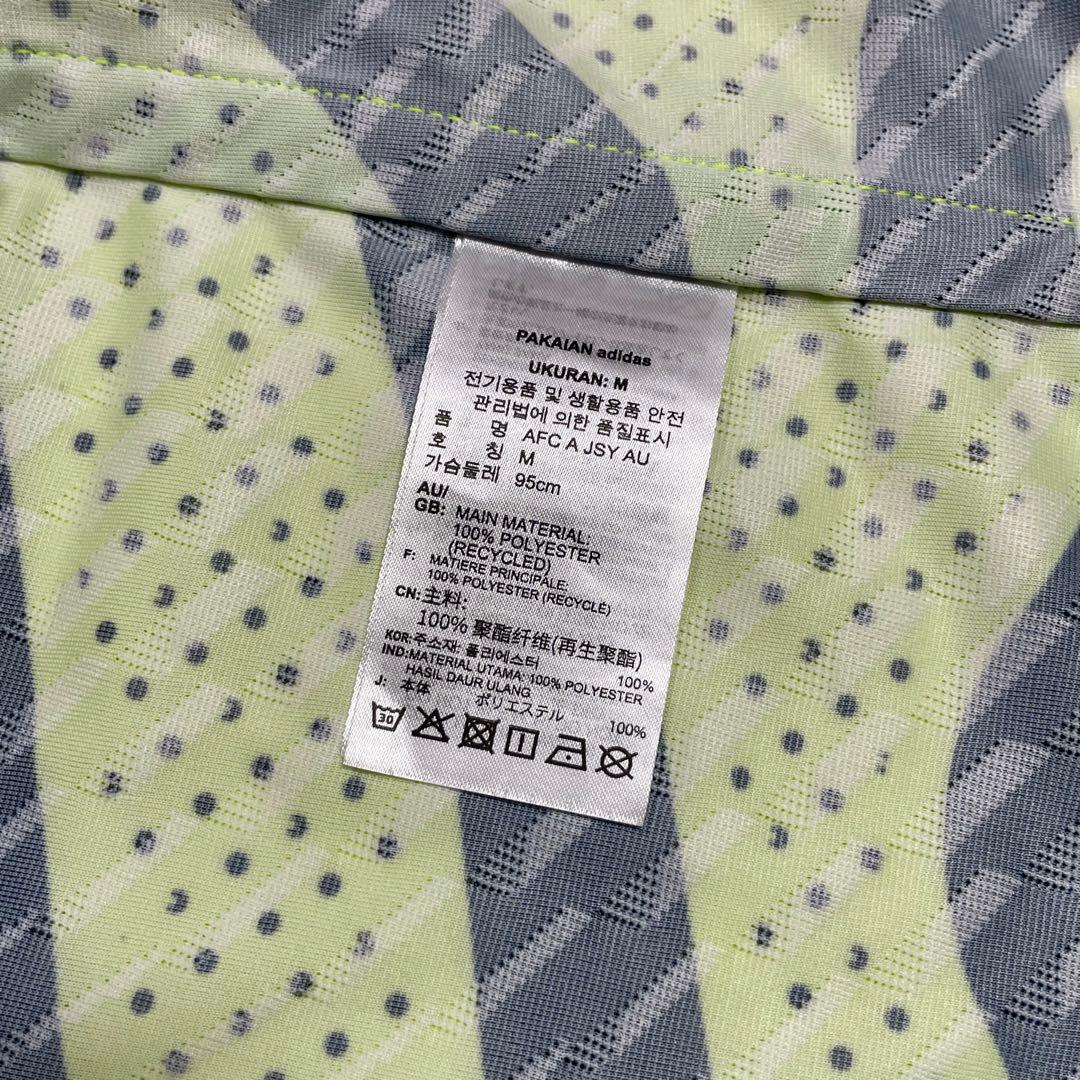 PAKAIAN adidas
UKURAN: M
전기용품 및 생활용품 안전
관리법에 의한 품질표시
품 명 AFC A JSY AU
호 칭 M
가슴둘레 95cm
AU/
GB: MAIN MATERIAL:
100% POLYESTER
(RECYCLED)
F: MATIERE PRINCIPALE:
100% POLYESTER (RECYCLE)
CN: 主料:
100% 聚酯纤维(再生聚酯)
KOR: 주소재: 폴리에스터 100%
IND: MATERIAL UTAMA: 100% POLYESTER
HASIL DAUR ULANG
J: 本体 ポリエステル 100%
30